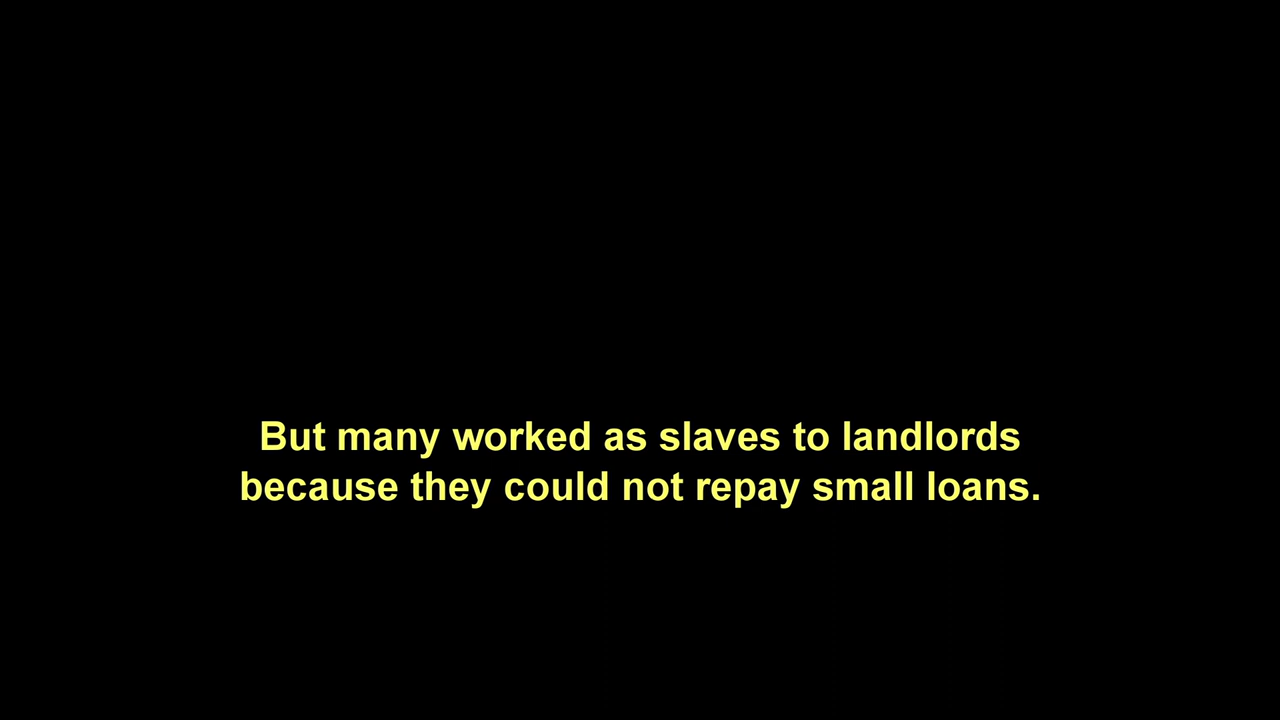 But many worked as slaves to landlords
because they could not repay small loans.